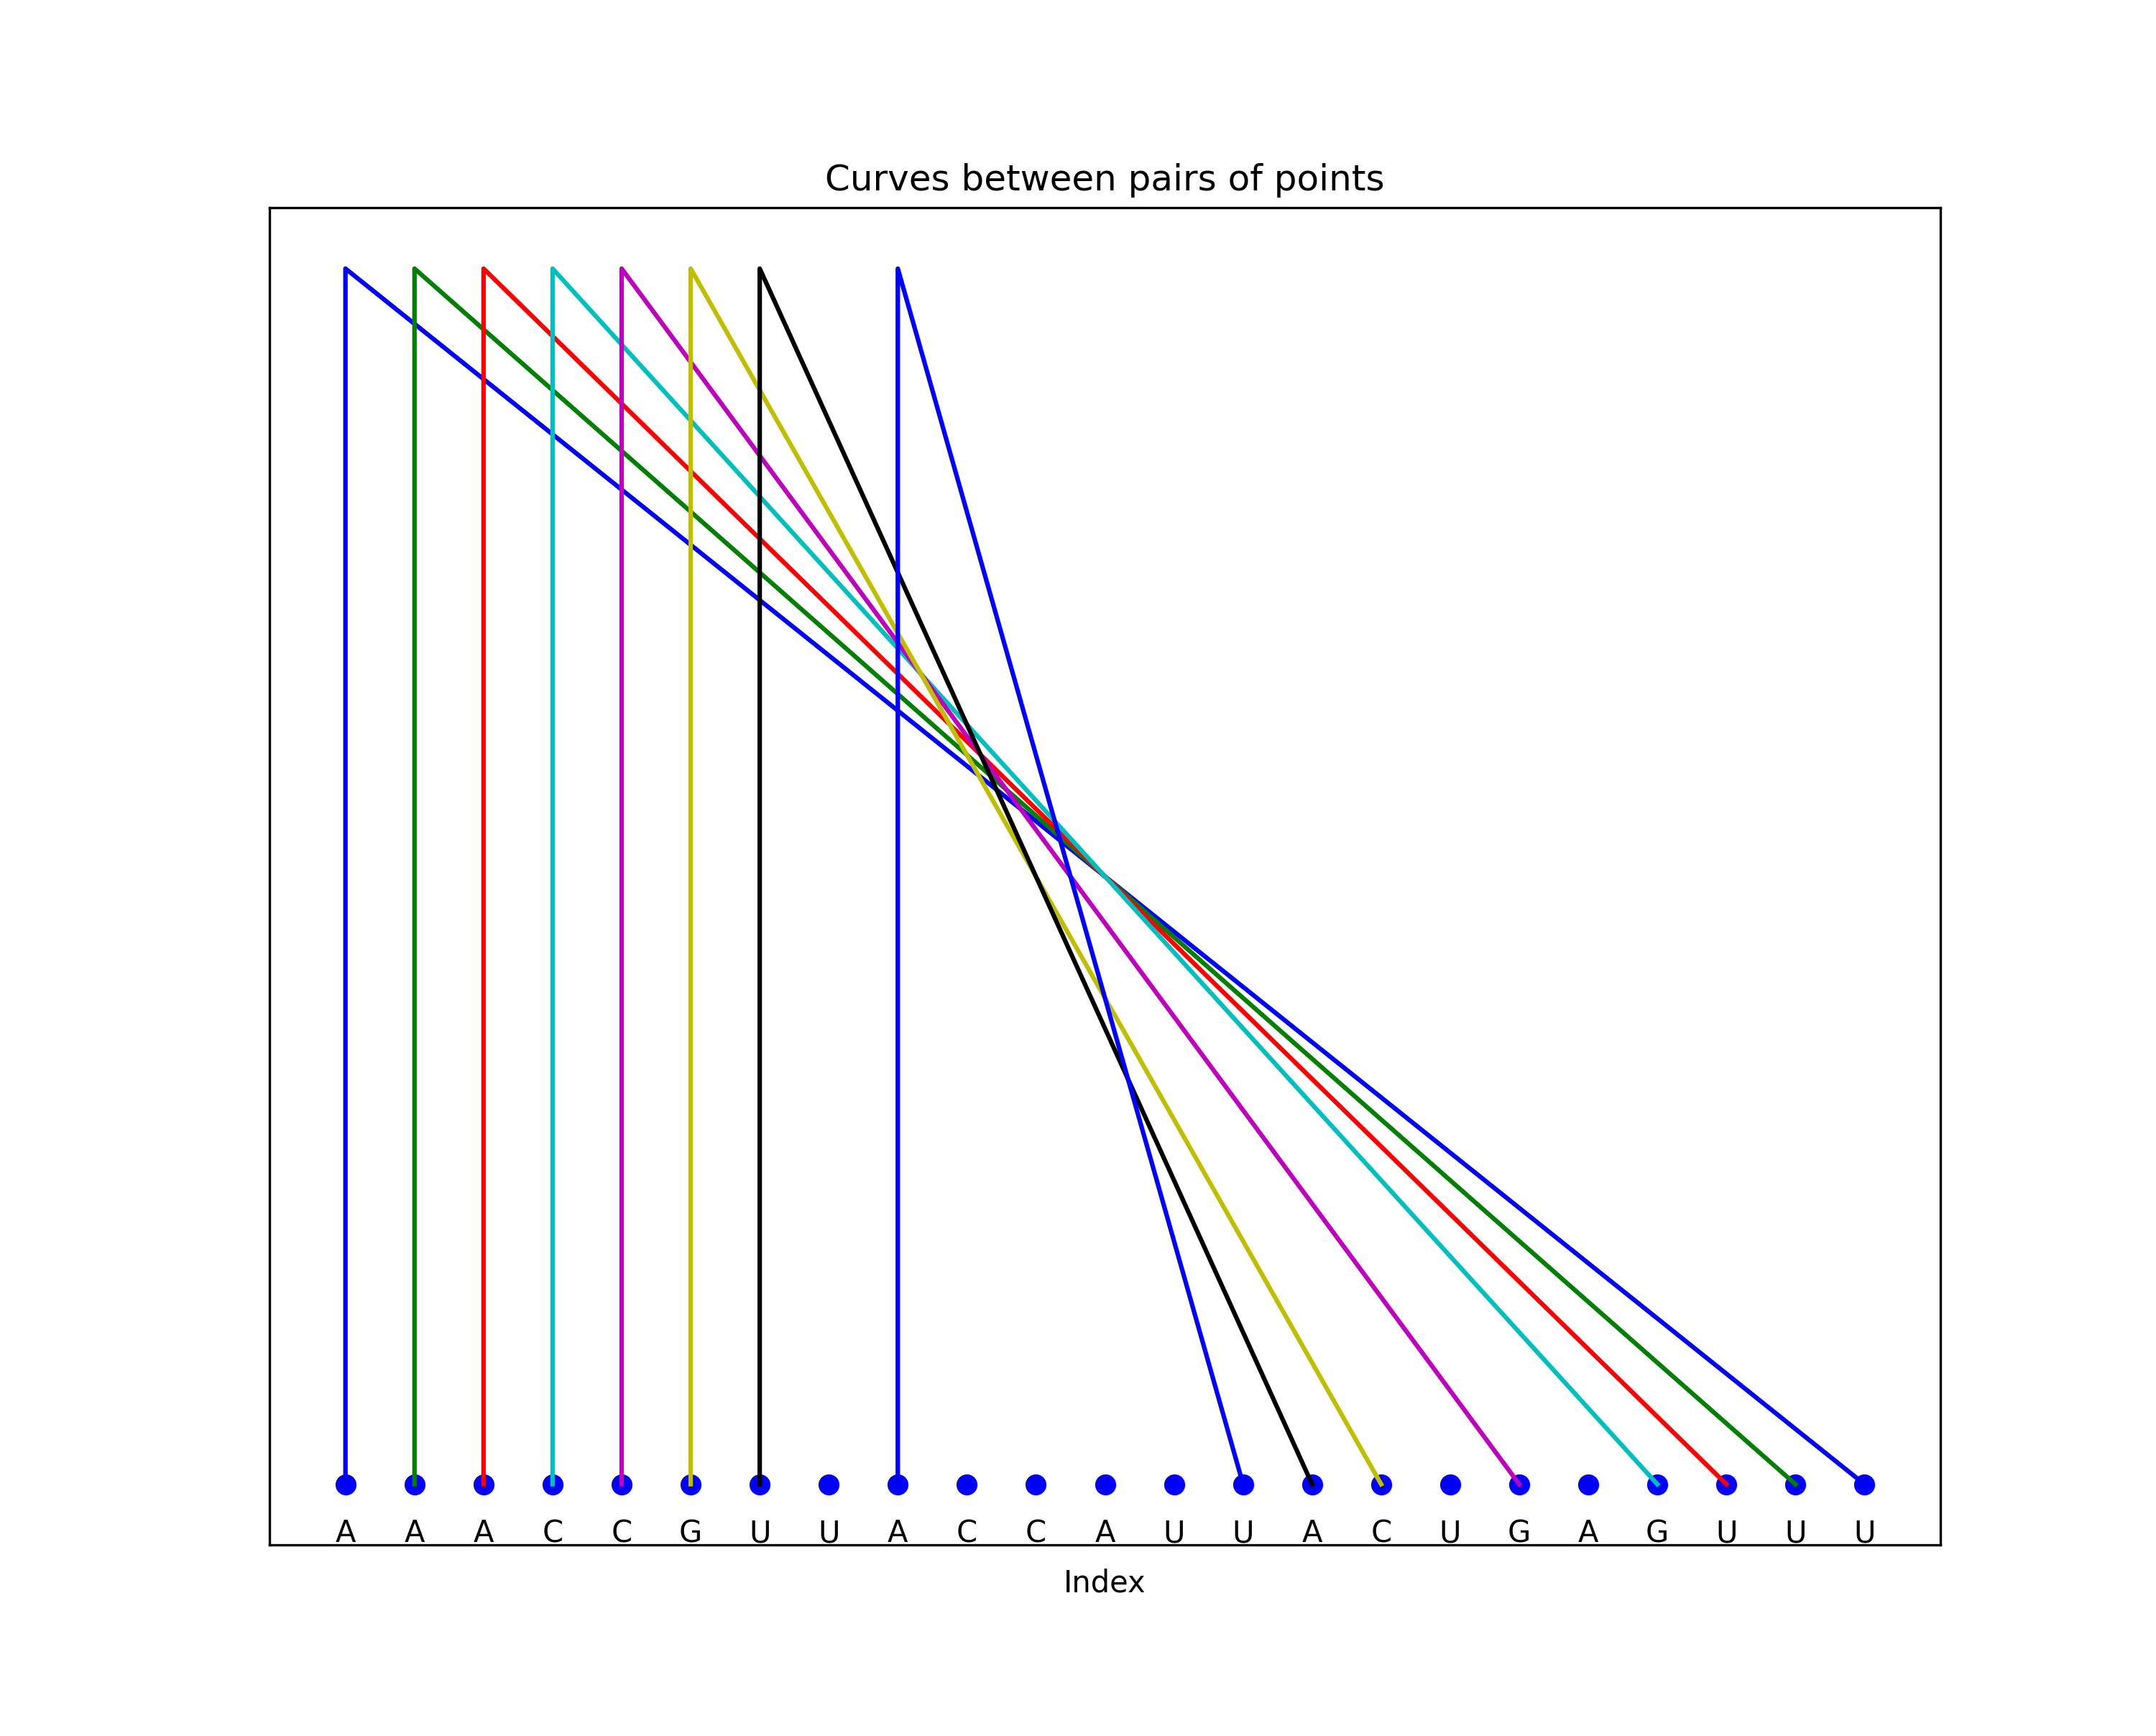 Curves between pairs of points
A A A C C G U U A C C A U U A C U G A G U U U
Index